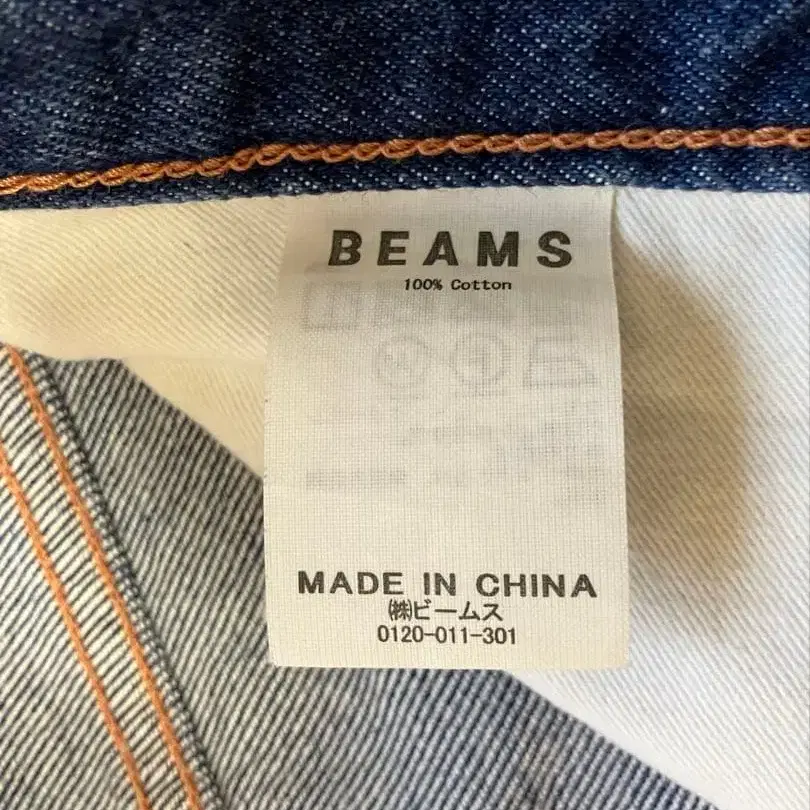 BEAMS
100% Cotton
MADE IN CHINA
㈱ビームス
0120-011-301